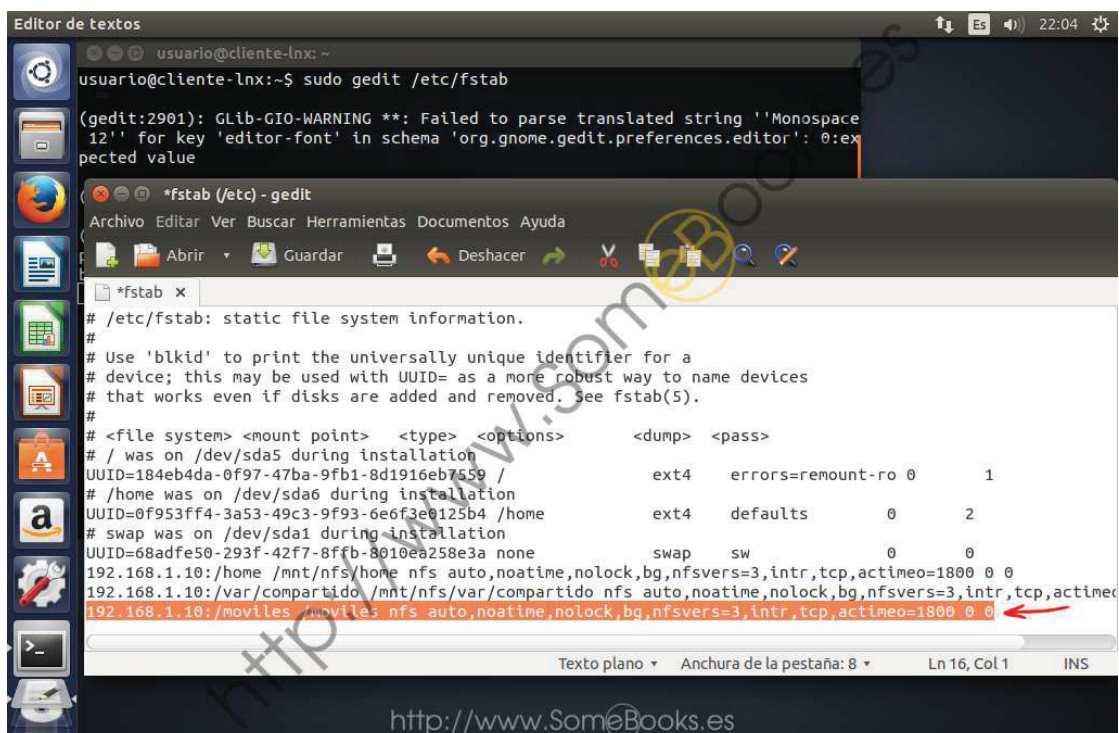 Editor de textos
Es
22:04
usuario@cliente-lnx: ~
usuario@cliente-lnx:~$ sudo gedit /etc/fstab
(gedit:2901): GLib-GIO-WARNING **: Failed to parse translated string ''Monospace
12'' for key 'editor-font' in schema 'org.gnome.gedit.preferences.editor': 0:ex
pected value
*fstab (/etc) - gedit
Archivo Editar Ver Buscar Herramientas Documentos Ayuda
Abrir Guardar Deshacer
*fstab x
# /etc/fstab: static file system information.
#
# Use 'blkid' to print the universally unique identifier for a
# device; this may be used with UUID= as a more robust way to name devices
# that works even if disks are added and removed. See fstab(5).
#
# <file system> <mount point> <type> <options> <dump> <pass>
# / was on /dev/sda5 during installation
UUID=184eb4da-0f97-47ba-9fb1-8d1916eb7559 / ext4 errors=remount-ro 0 1
# /home was on /dev/sda6 during installation
UUID=0f953ff4-3a53-49c3-9f93-6e6f3e0125b4 /home ext4 defaults 0 2
# swap was on /dev/sda1 during installation
UUID=68adfe50-293f-42f7-8ffb-8010ea258e3a none swap sw 0 0
192.168.1.10:/home /mnt/nfs/home nfs auto,noatime,nolock,bg,nfsvers=3,intr,tcp,actimeo=1800 0 0
192.168.1.10:/var/compartido /mnt/nfs/var/compartido nfs auto,noatime,nolock,bg,nfsvers=3,intr,tcp,actimeo
192.168.1.10:/moviles /moviles nfs auto,noatime,nolock,bg,nfsvers=3,intr,tcp,actimeo=1800 0 0
Texto plano Anchura de la pestaña: 8 Ln 16, Col 1 INS
http://www.SomeBooks.es
http://www.SomeBooks.es